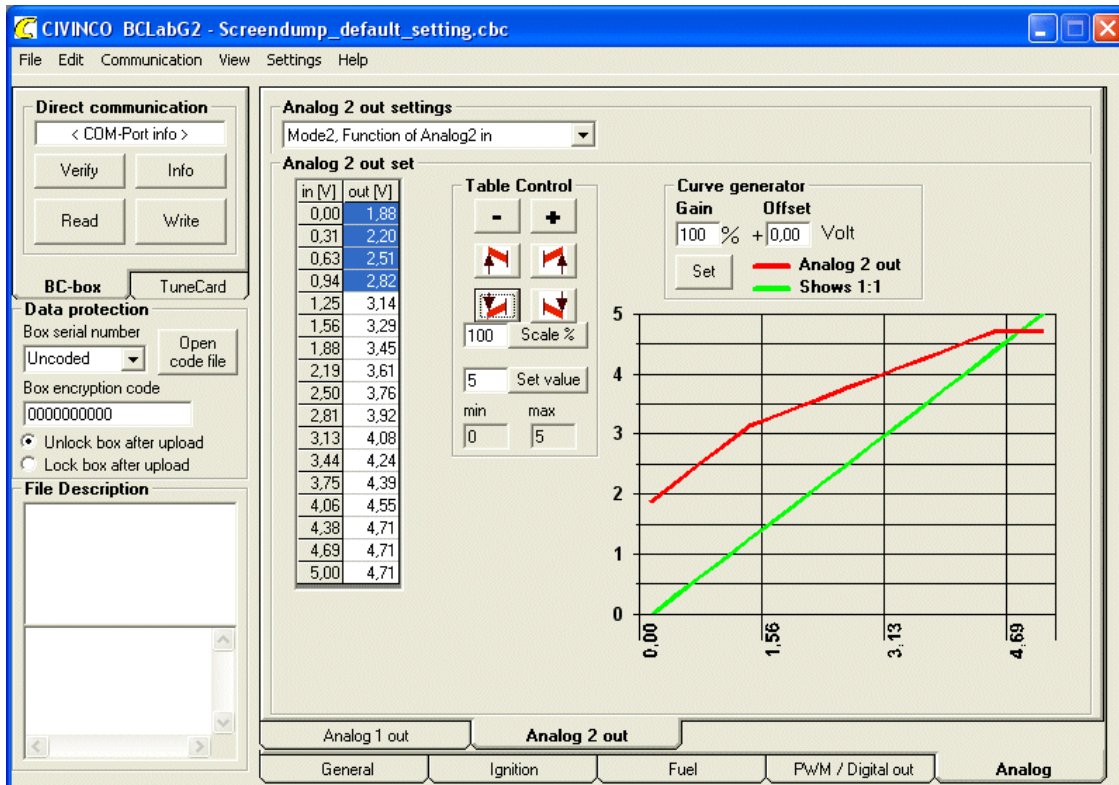 CIVINCO BCLabG2 - Screendump_default_setting.cbc
File Edit Communication View Settings Help
Direct communication
< COM-Port info >
Verify Info
Read Write
BC-box TuneCard
Data protection
Box serial number
Uncoded
Open
code file
Box encryption code
0000000000
Unlock box after upload
Lock box after upload
File Description
Analog 2 out settings
Mode2, Function of Analog2 in
Analog 2 out set
in [V] out [V]
0,00 1,88
0,31 2,20
0,63 2,51
0,94 2,82
1,25 3,14
1,56 3,29
1,88 3,45
2,19 3,61
2,50 3,76
2,81 3,92
3,13 4,08
3,44 4,24
3,75 4,39
4,06 4,55
4,38 4,71
4,69 4,71
5,00 4,71
Table Control
- +
100 Scale %
5 Set value
min max
0 5
Curve generator
Gain Offset
100 % + 0,00 Volt
Set
Analog 2 out
Shows 1:1
5
4
3
2
1
0
0,00 1,56 3,13 4,69
Analog 1 out Analog 2 out
General Ignition Fuel PWM / Digital out Analog